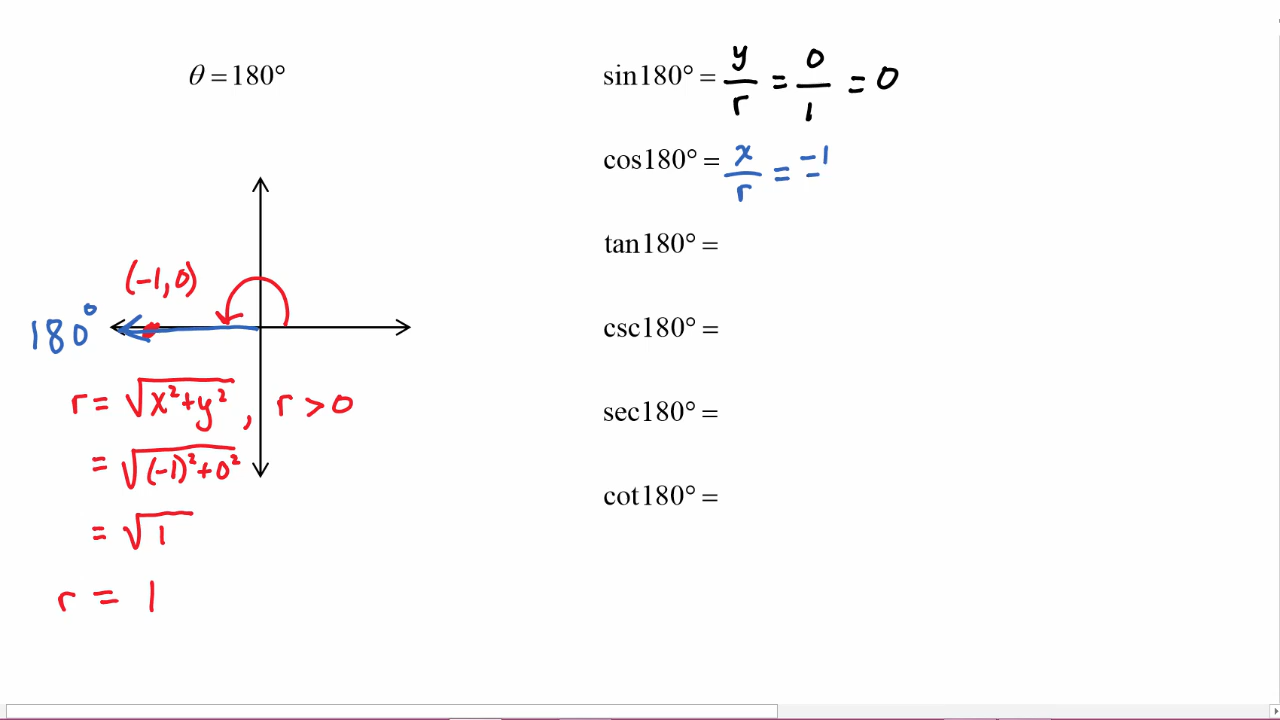 θ = 180°
sin180° = y/r = 0/1 = 0
cos180° = x/r = -1
tan180° =
(-1,0)
180°
csc180° =
r = √(x²+y²), r > 0
sec180° =
= √((-1)²+0²)
cot180° =
= √1
r = 1